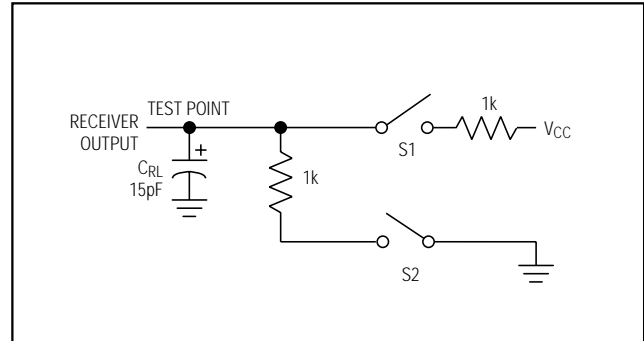 RECEIVER
OUTPUT
TEST POINT
+
CRL
15pF
1k
S1
1k
VCC
S2